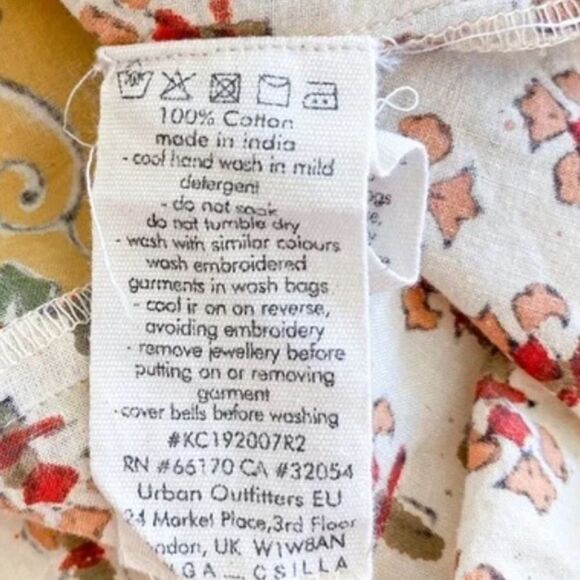 100% Cotton
made in india
- cool hand wash in mild
detergent
- do not soak
do not tumble dry
- wash with similar colours
wash embroidered
garments in wash bags
- cool iron on reverse,
avoiding embroidery
- remove jewellery before
putting on or removing
garment
-cover bells before washing
#KC192007R2
RN #66170 CA #32054
Urban Outfitters EU
24 Market Place,3rd Floor
ndon, UK W1W8AN
CSILLA